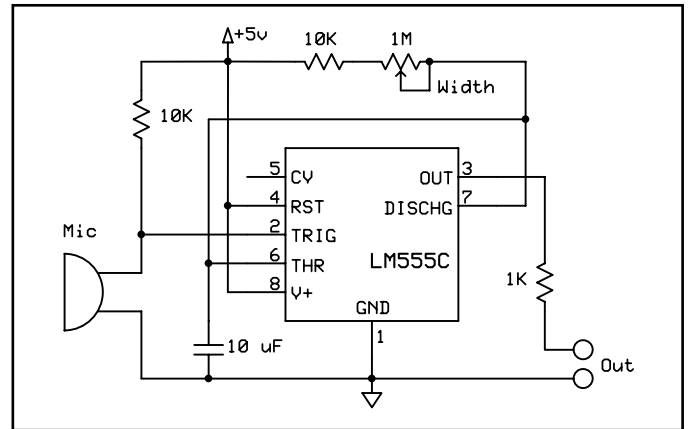 +5v
10K
1M
Width
10K
5
CV
OUT
3
4
RST
DISCHG
7
Mic
2
TRIG
6
THR
LM555C
8
V+
1K
GND
1
10 uF
Out